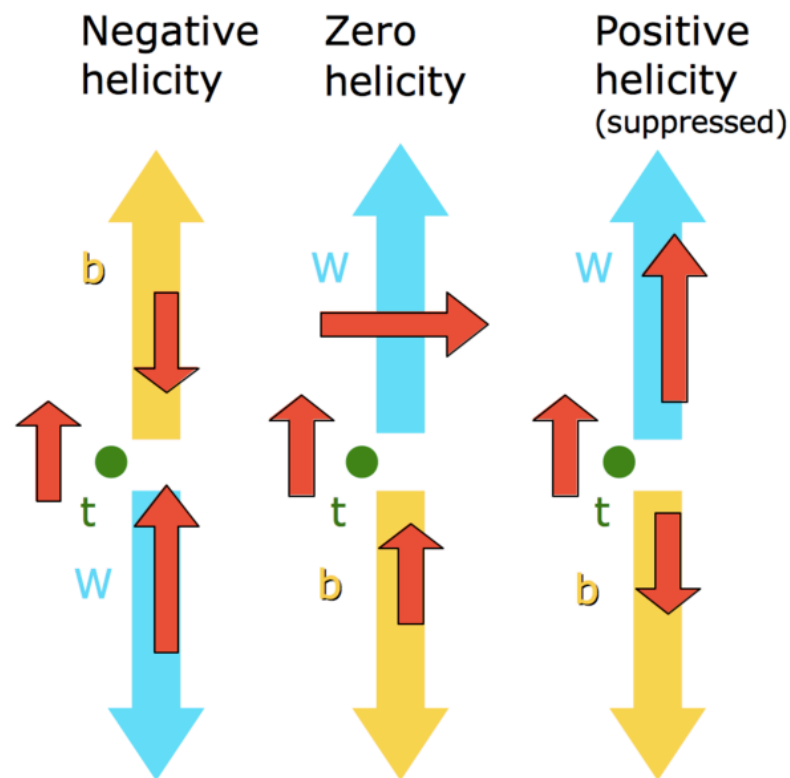 Negative
helicity
Zero
helicity
Positive
helicity
(suppressed)
b
t
W
W
t
b
W
t
b